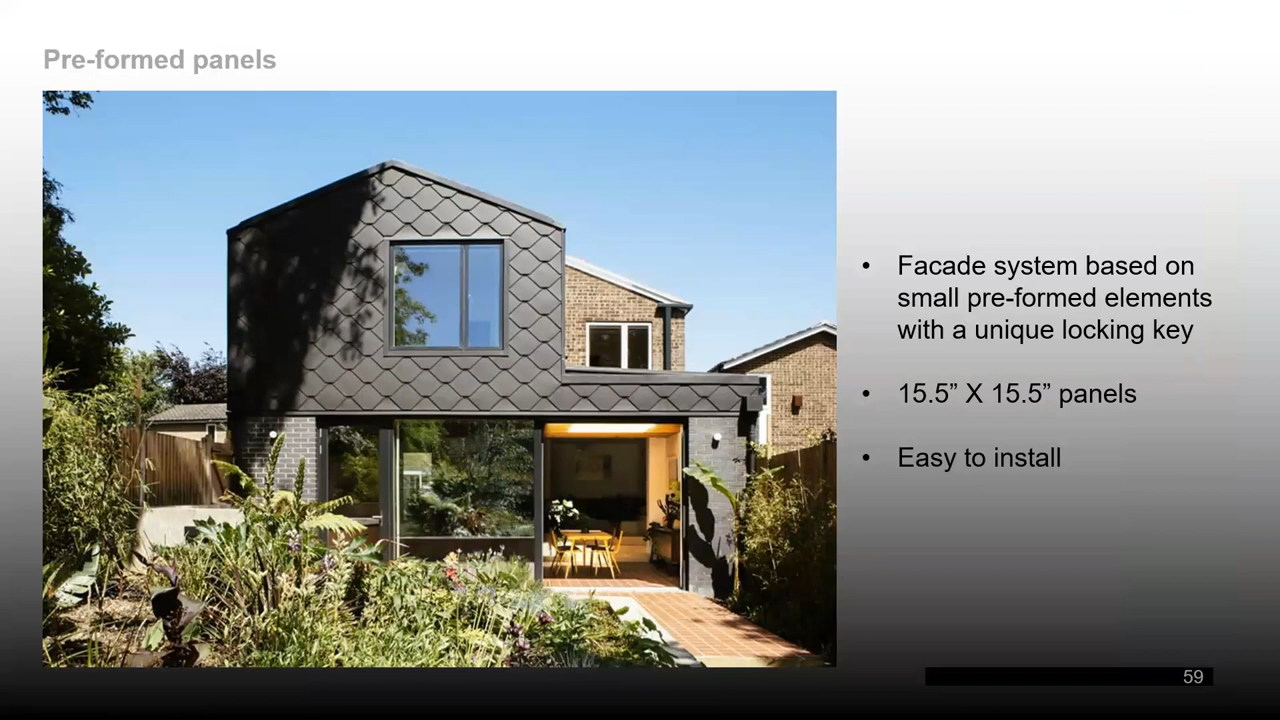 Pre-formed panels
• Facade system based on
small pre-formed elements
with a unique locking key
• 15.5” X 15.5” panels
• Easy to install
59